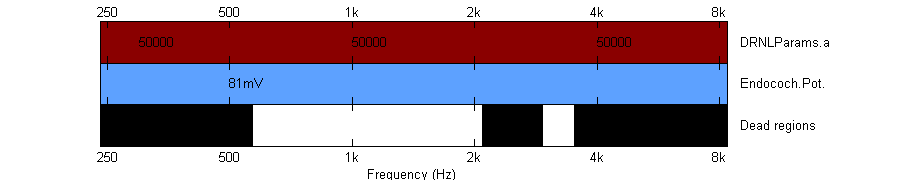 250 500 1k 2k 4k 8k
50000 50000 50000 DRNLParams.a
81mV Endococh.Pot.
Dead regions
250 500 1k 2k 4k 8k
Frequency (Hz)